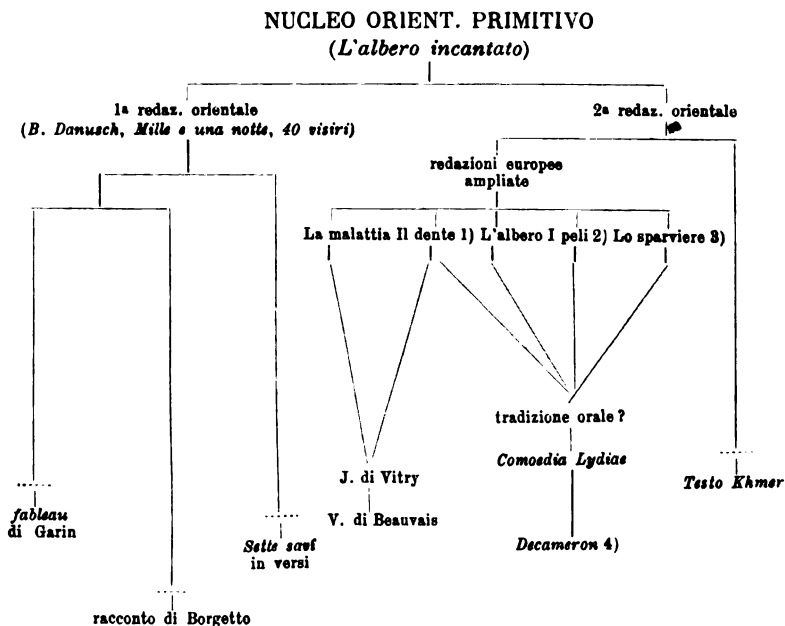 NUCLEO ORIENT. PRIMITIVO
(L'albero incantato)
1ª redaz. orientale
(B. Danusch, Mille e una notte, 40 visiri)
2ª redaz. orientale
redazioni europee
ampliate
La malattia Il dente 1) L'albero I peli 2) Lo sparviere 3)
tradizione orale?
Comoedia Lydiae
Decameron 4)
J. di Vitry
V. di Beauvais
Testo Khmer
fableau
di Garin
Sette savî
in versi
racconto di Borgetto